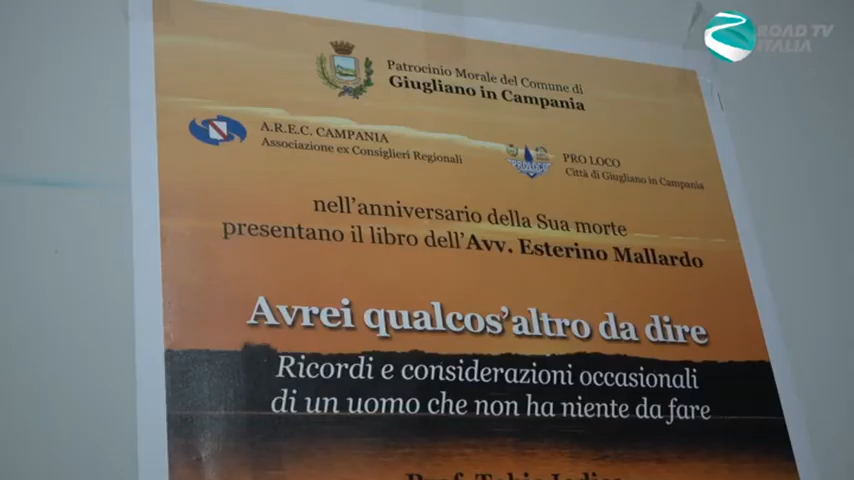 ROAD TV
ITALIA
Patrocinio Morale del Comune di
Giugliano in Campania
A.R.E.C. CAMPANIA
Associazione ex Consiglieri Regionali
PROLOCO
PRO LOCO
Città di Giugliano in Campania
nell'anniversario della Sua morte
presentano il libro dell'Avv. Esterino Mallardo
Avrei qualcos'altro da dire
Ricordi e considerazioni occasionali
di un uomo che non ha niente da fare